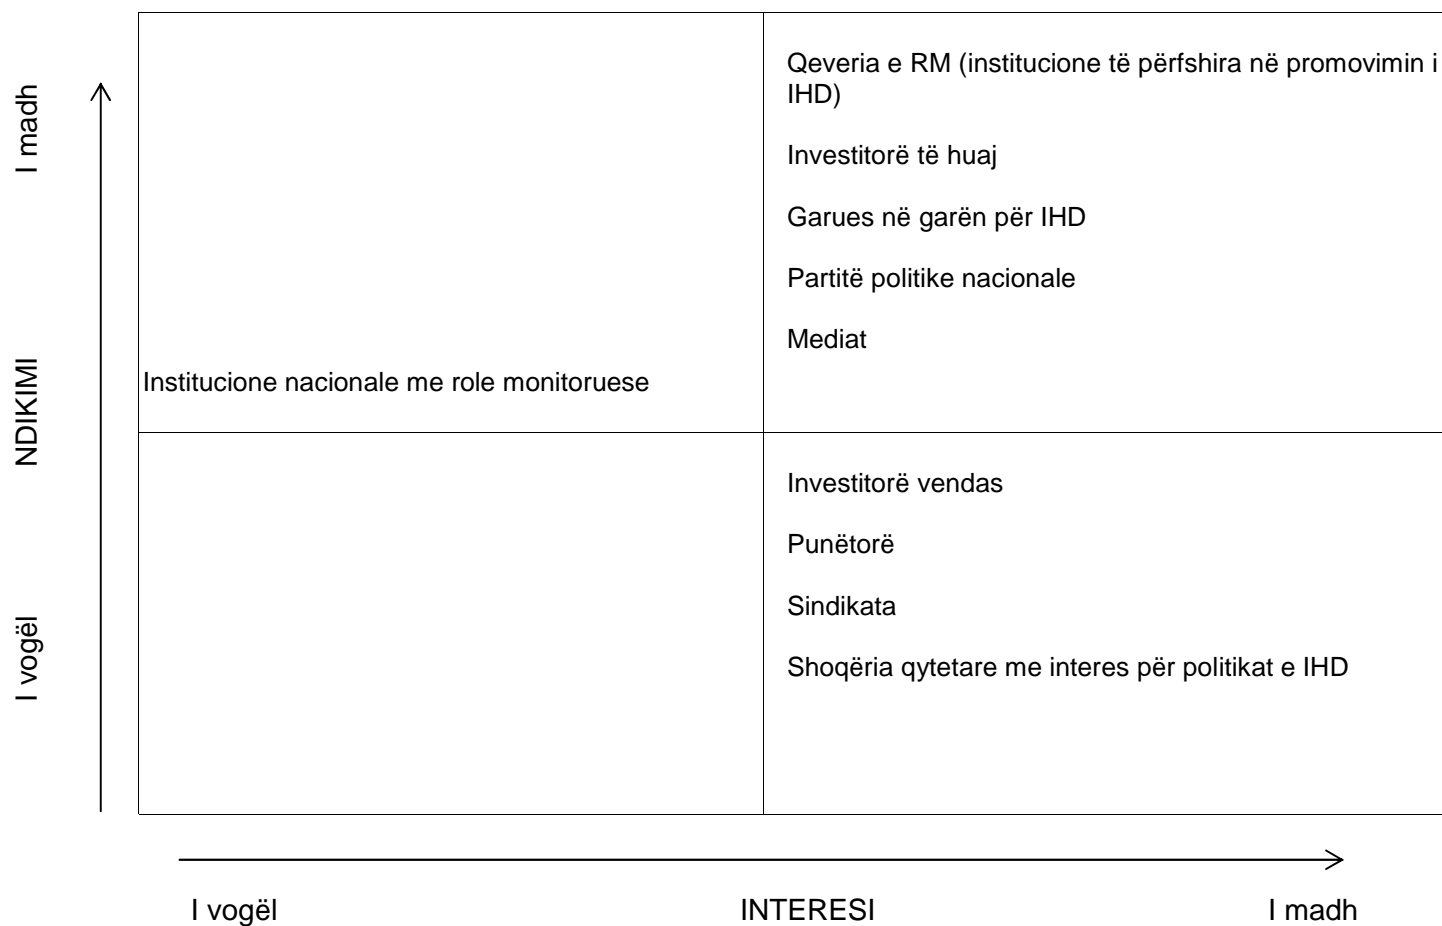 Qeveria e RM (institucione të përfshira në promovimin i
IHD)
Investitorë të huaj
Garues në garën për IHD
Partitë politike nacionale
Mediat
Institucione nacionale me role monitoruese
Investitorë vendas
Punëtorë
Sindikata
Shoqëria qytetare me interes për politikat e IHD
I madh
NDIKIMI
I vogël
I vogël
INTERESI
I madh